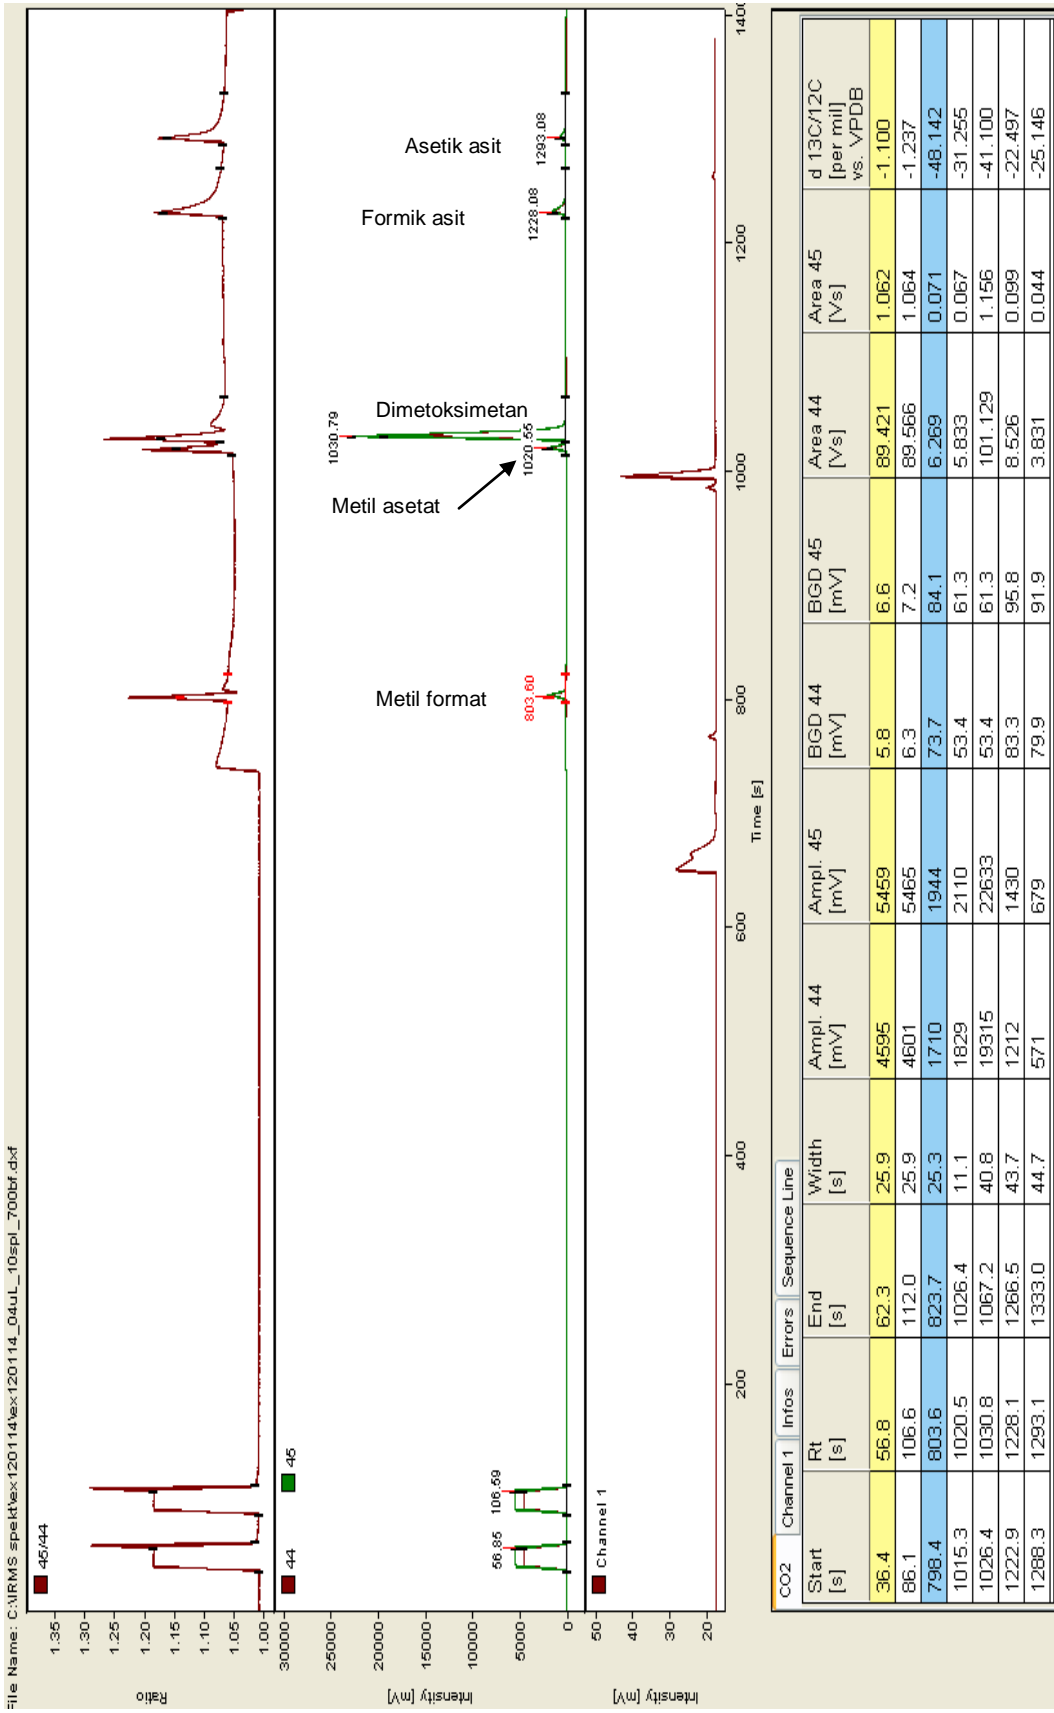 File Name: C:\IRMS spekt\ex120114\ex120114_04uL_10spl_700bf.dxf
45/44
Ratio
1.35
1.30
1.25
1.20
1.15
1.10
1.05
1.00
44 45
Intensity [mV]
30000
25000
20000
15000
10000
5000
0
56.85
106.59
803.60
1020.55
1030.79
1228.08
1293.08
Metil format
Metil asetat
Dimetoksimetan
Formik asit
Asetik asit
Channel 1
Intensity [mV]
50
40
30
20
200 400 600 800 1000 1200 1400
Time [s]
CO2 Channel 1 Infos Errors Sequence Line
Start [s] Rt [s] End [s] Width [s] Ampl. 44 [mV] Ampl. 45 [mV] BGD 44 [mV] BGD 45 [mV] Area 44 [Vs] Area 45 [Vs] d 13C/12C [per mil] vs. VPDB
36.4 56.8 62.3 25.9 4595 5459 5.8 6.6 89.421 1.062 -1.100
86.1 106.6 112.0 25.9 4601 5465 6.3 7.2 89.566 1.064 -1.237
798.4 803.6 823.7 25.3 1710 1944 73.7 84.1 6.269 0.071 -48.142
1015.3 1020.5 1026.4 11.1 1829 2110 53.4 61.3 5.833 0.067 -31.255
1026.4 1030.8 1067.2 40.8 19315 22633 53.4 61.3 101.129 1.156 -41.100
1222.9 1228.1 1266.5 43.7 1212 1430 83.3 95.8 8.526 0.099 -22.497
1288.3 1293.1 1333.0 44.7 571 679 79.9 91.9 3.831 0.044 -25.146